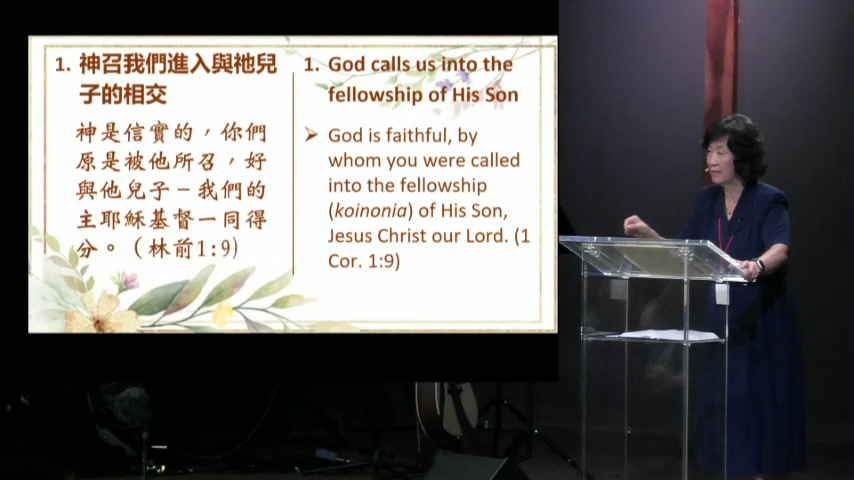 1. 神召我們進入與祂兒
子的相交
神是信實的，你們
原是被他所召，好
與他兒子－我們的
主耶穌基督一同得
分。（林前1:9）
1. God calls us into the
fellowship of His Son
➢ God is faithful, by
whom you were called
into the fellowship
(koinonia) of His Son,
Jesus Christ our Lord. (1
Cor. 1:9)